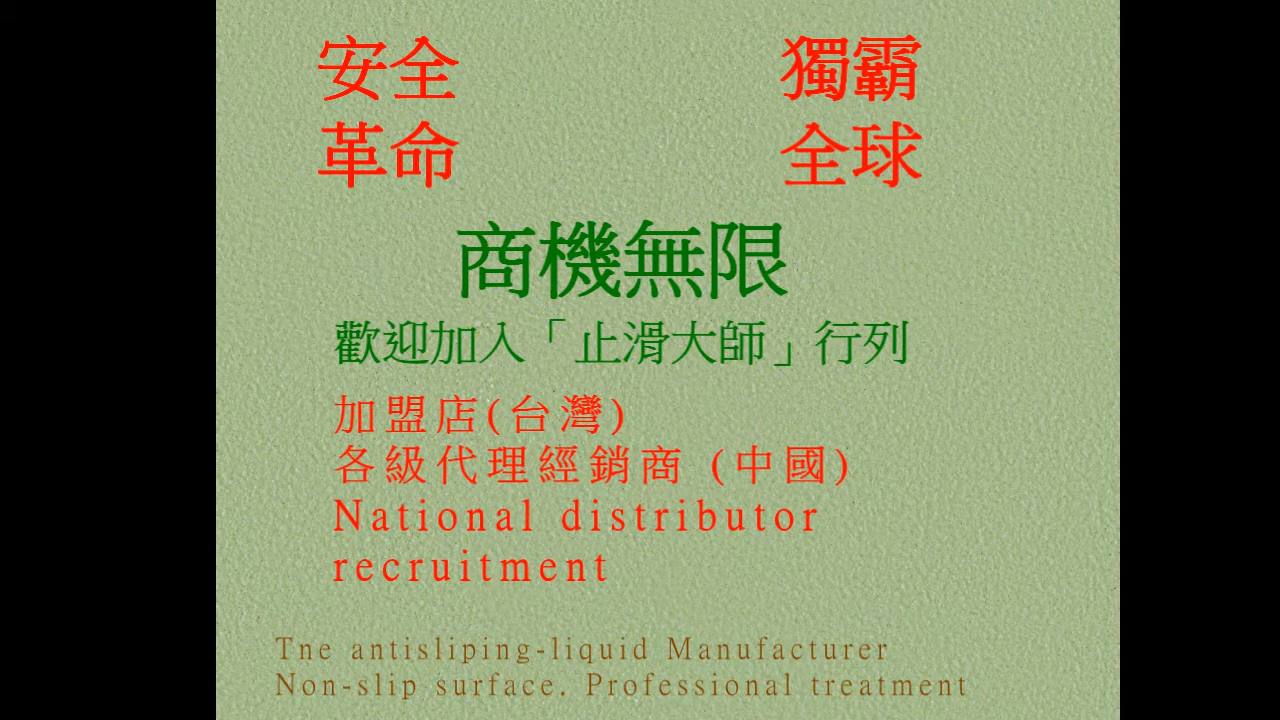 安全
革命
獨霸
全球
商機無限
歡迎加入「止滑大師」行列
加盟店(台灣)
各級代理經銷商 (中國)
National distributor
recruitment
Tne antisliping-liquid Manufacturer
Non-slip surface. Professional treatment